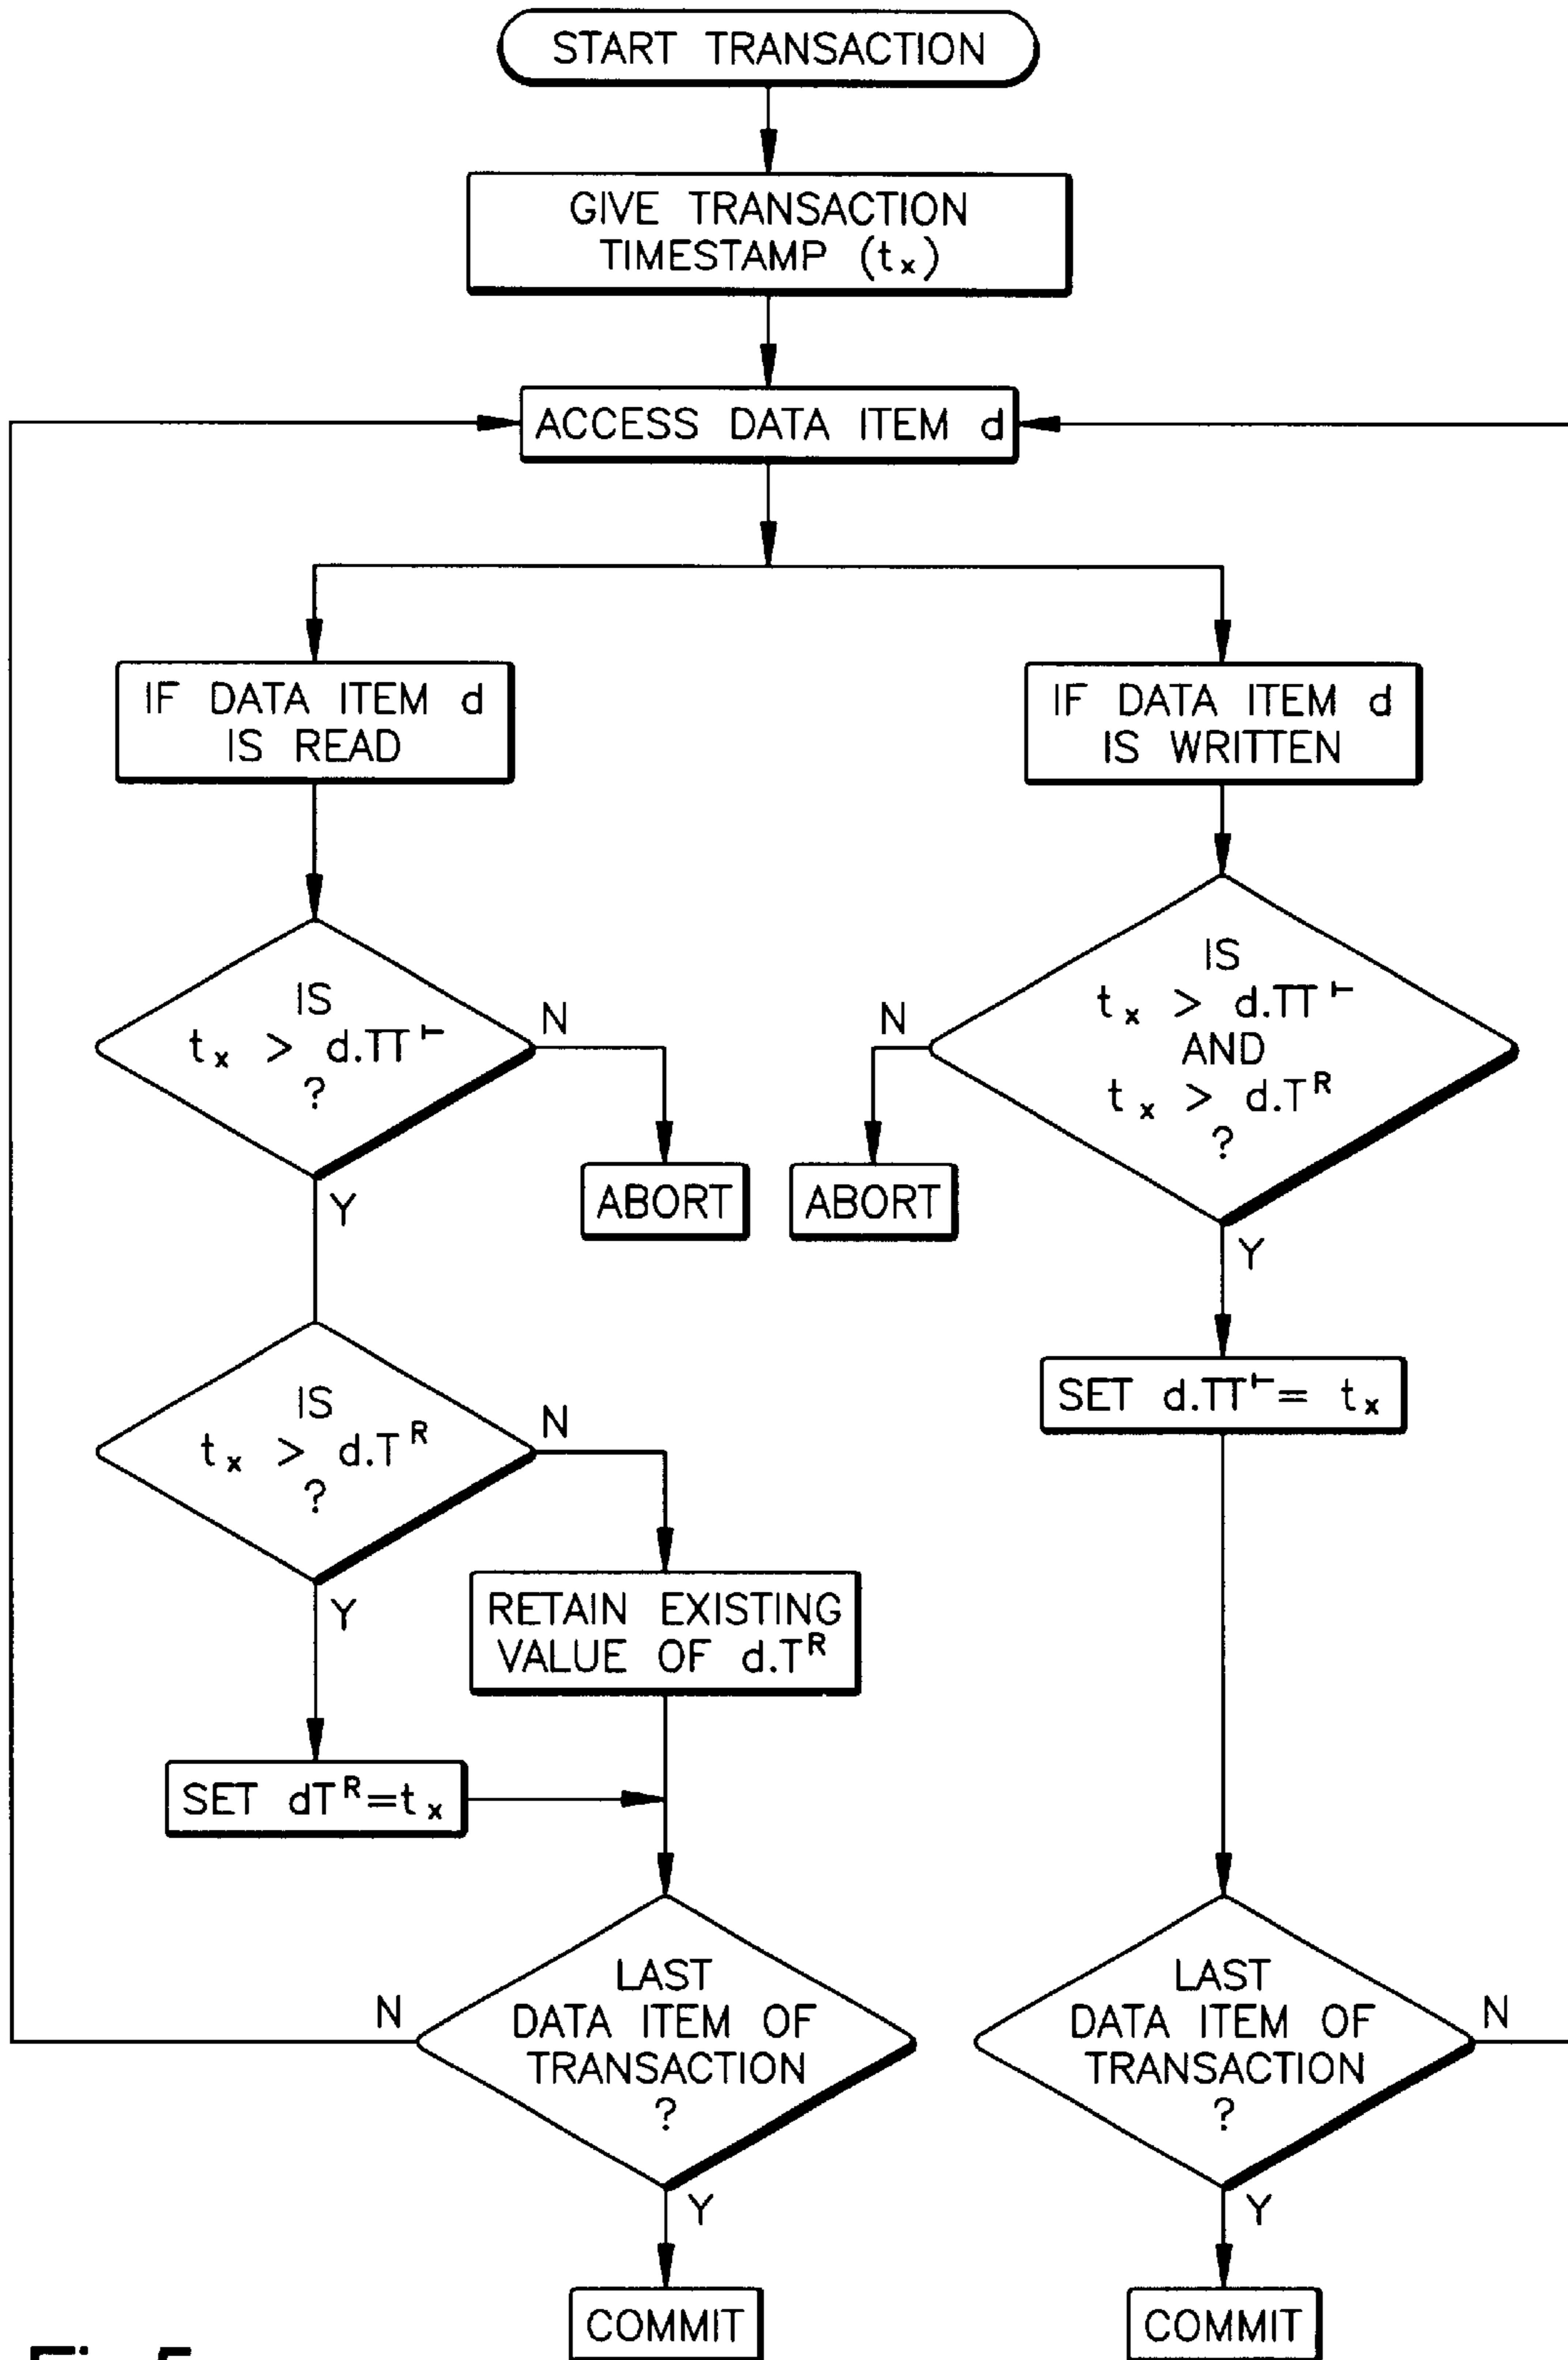 START TRANSACTION
GIVE TRANSACTION
TIMESTAMP (tₓ)
ACCESS DATA ITEM d
IF DATA ITEM d
IS READ
IF DATA ITEM d
IS WRITTEN
IS
tₓ > d.TT⊢
?
N
Y
ABORT
IS
tₓ > d.TT⊢
AND
tₓ > d.Tᴿ
?
N
Y
ABORT
IS
tₓ > d.Tᴿ
?
N
Y
SET d.TT⊢= tₓ
RETAIN EXISTING
VALUE OF d.Tᴿ
SET dTᴿ=tₓ
LAST
DATA ITEM OF
TRANSACTION
?
N
Y
LAST
DATA ITEM OF
TRANSACTION
?
N
Y
COMMIT
COMMIT